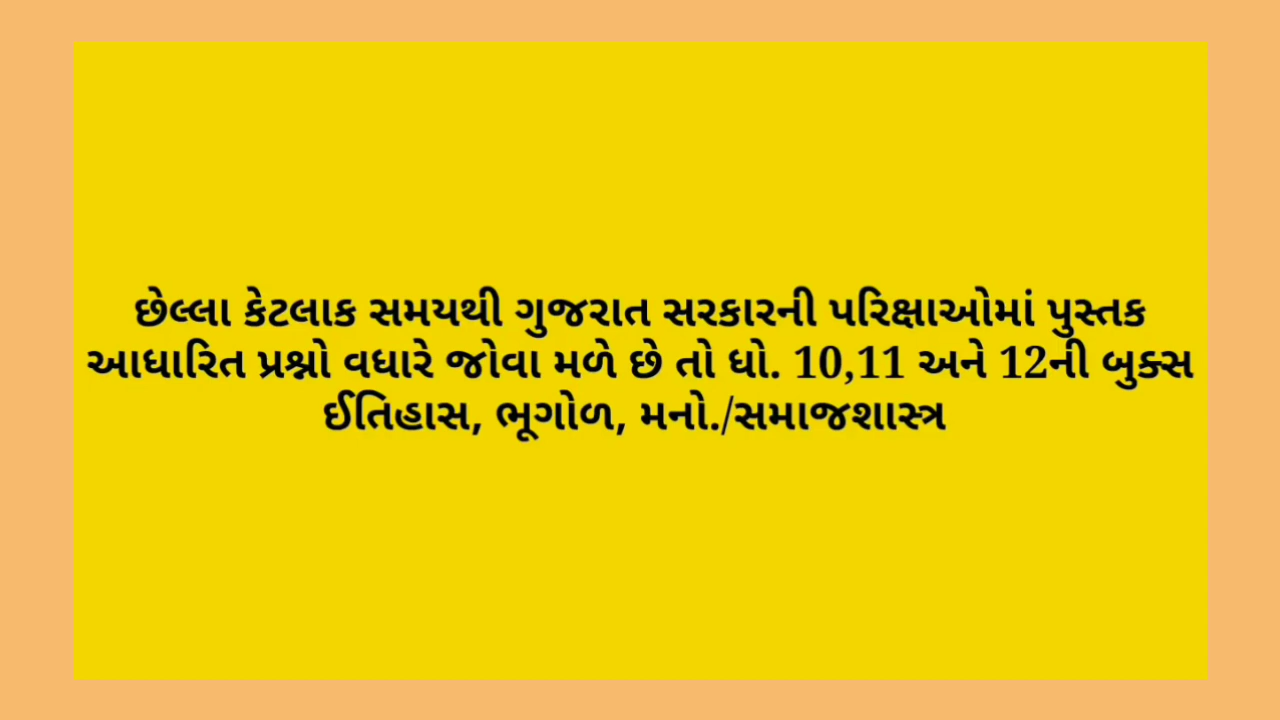 છેલ્લા કેટલાક સમયથી ગુજરાત સરકારની પરિક્ષાઓમાં પુસ્તક
આધારિત પ્રશ્નો વધારે જોવા મળે છે તો ધો. 10,11 અને 12ની બુક્સ
ઈતિહાસ, ભૂગોળ, મનો./સમાજશાસ્ત્ર